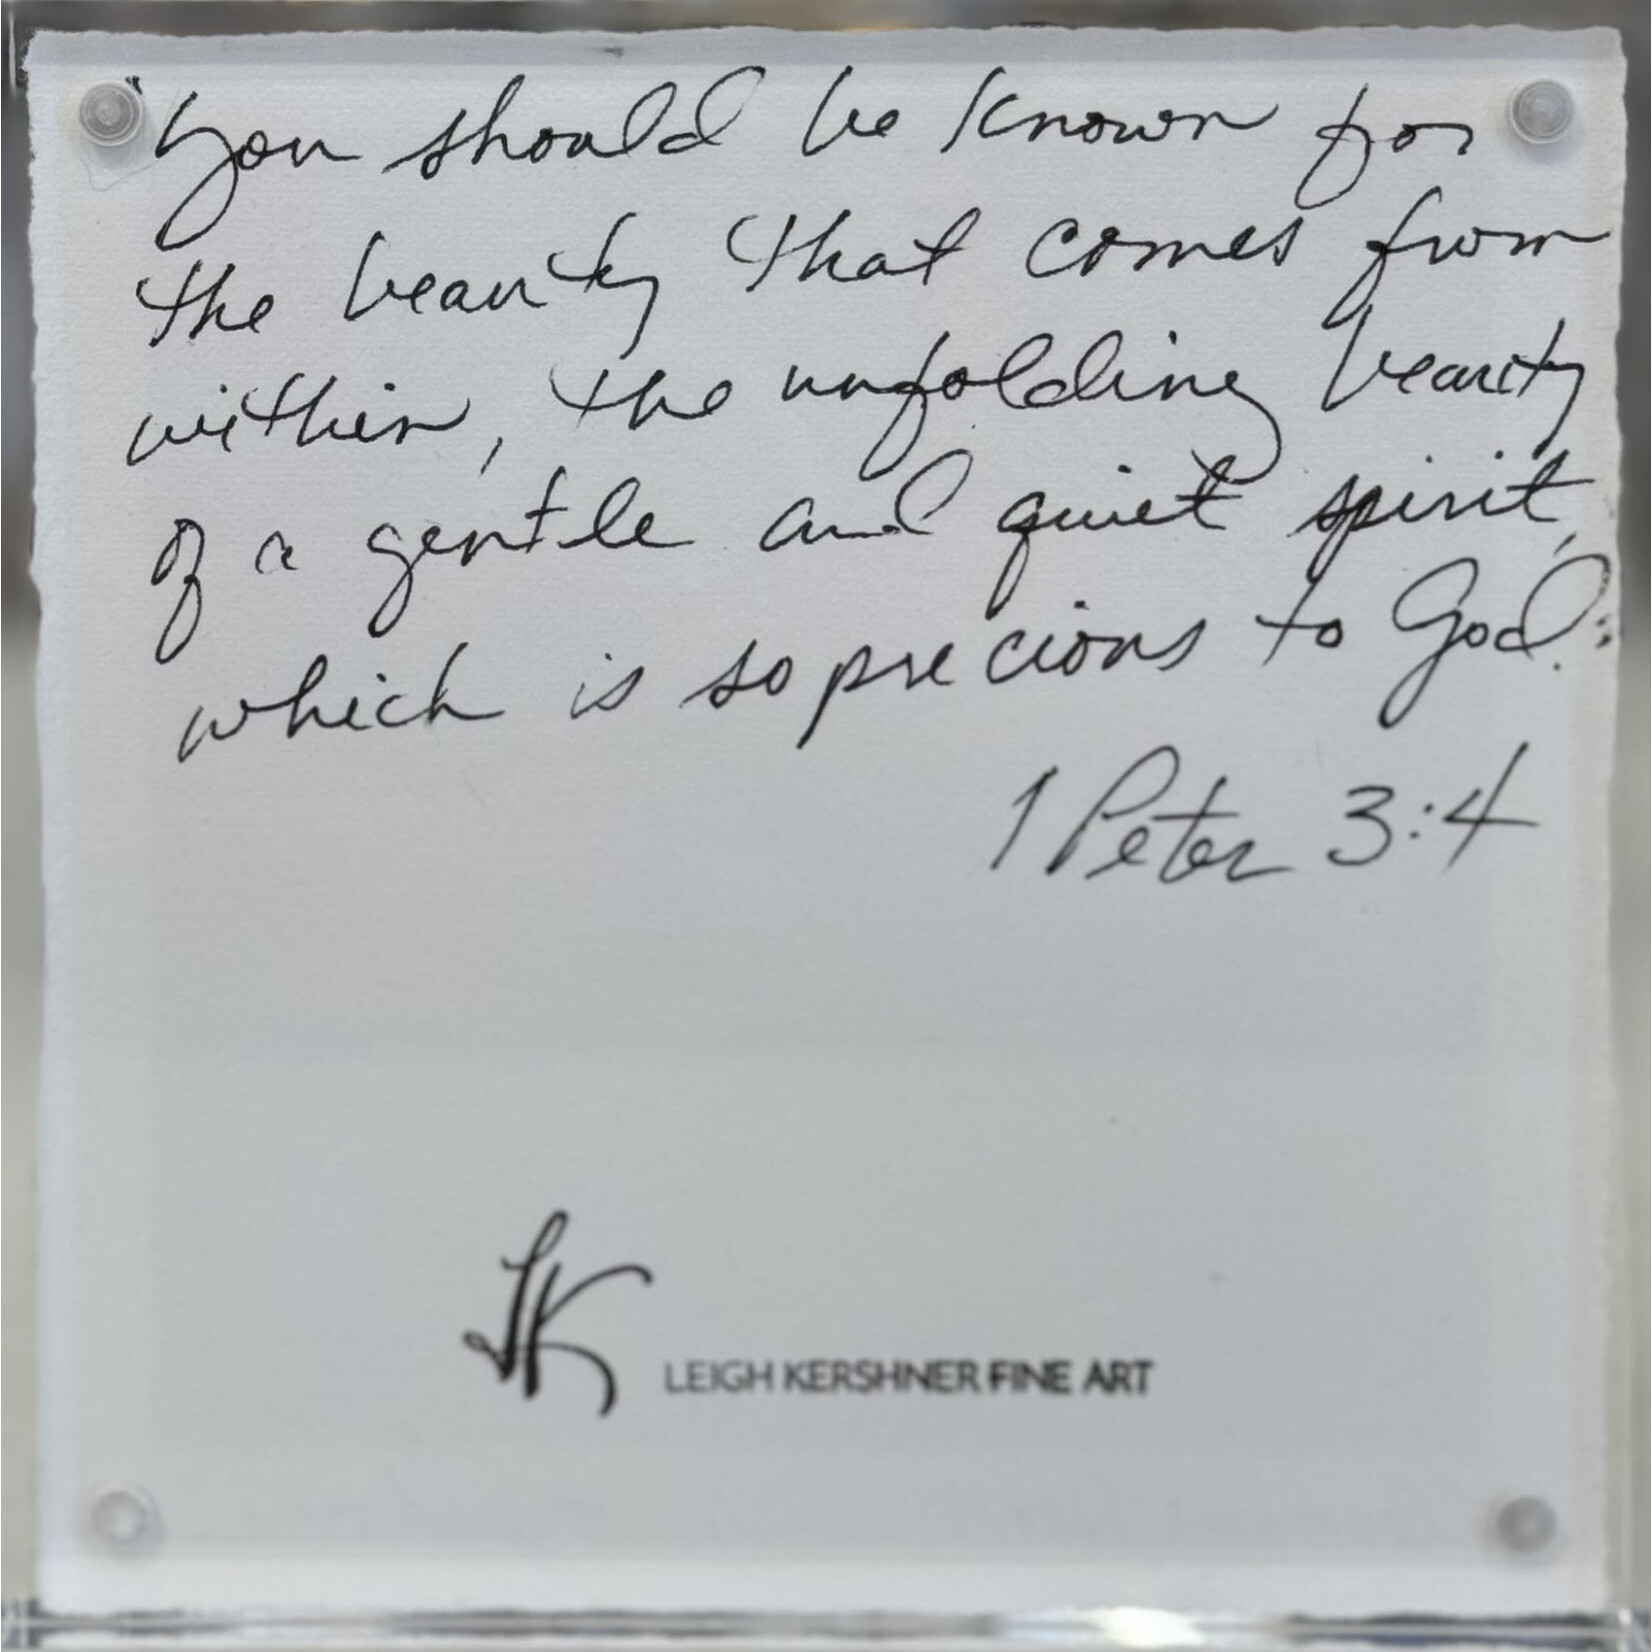 "You should be known for
the beauty that comes from
within, the unfolding beauty
of a gentle and quiet spirit,
which is so precious to God."
1 Peter 3:4
LK LEIGH KERSHNER FINE ART